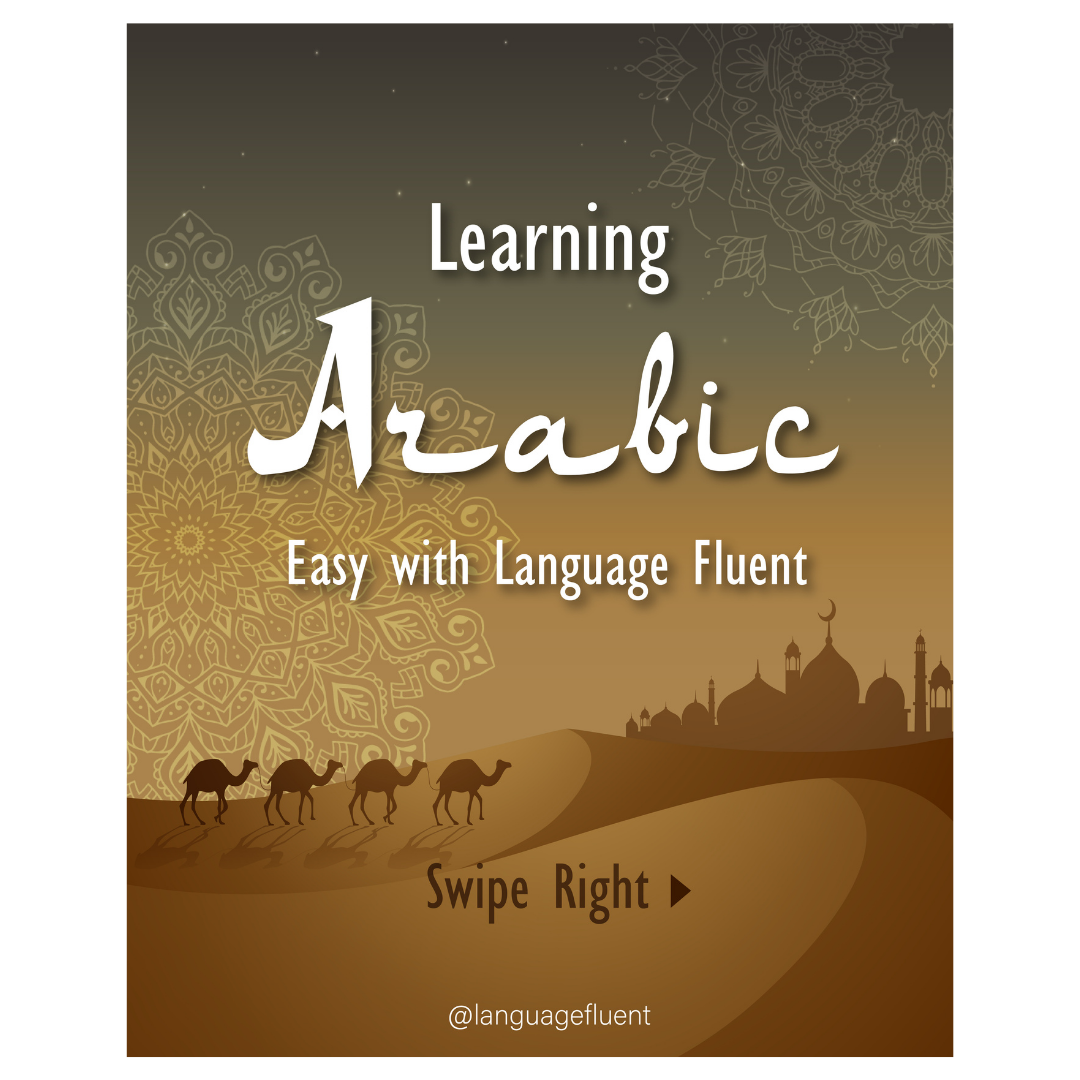 Learning
Arabic
Easy with Language Fluent
Swipe Right
@languagefluent